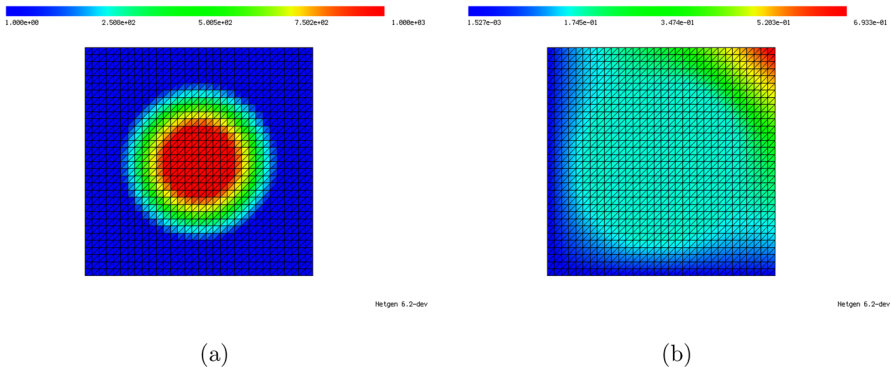 1.000e+00 2.508e+02 5.005e+02 7.502e+02 1.000e+03
1.527e-03 1.745e-01 3.474e-01 5.203e-01 6.933e-01
Netgen 6.2-dev
Netgen 6.2-dev
(a)
(b)